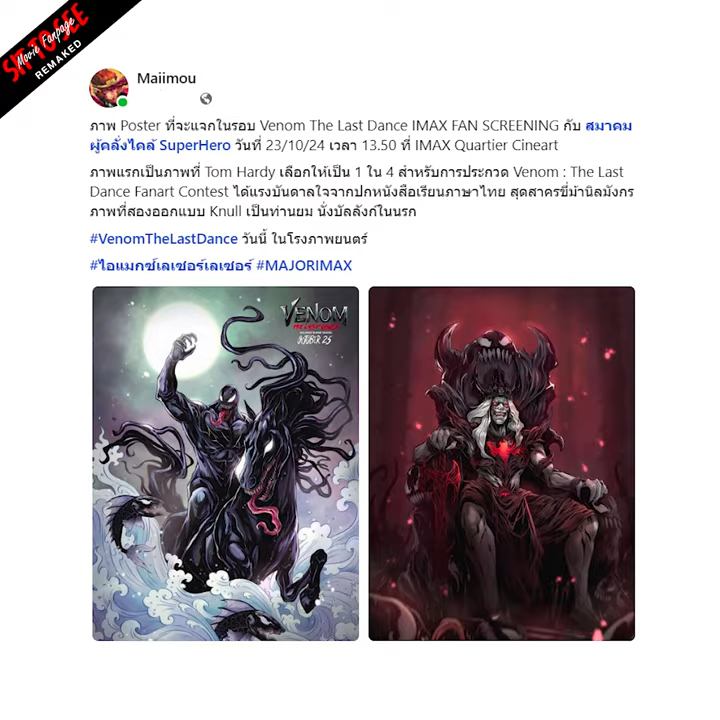 SIT TO SEE
Movie Fanpage
REMAKED
Maiimou
ภาพ Poster ที่จะแจกในรอบ Venom The Last Dance IMAX FAN SCREENING กับ สมาคม
ผู้คลั่งไคล้ SuperHero วันที่ 23/10/24 เวลา 13.50 ที่ IMAX Quartier Cineart
ภาพแรกเป็นภาพที่ Tom Hardy เลือกให้เป็น 1 ใน 4 สำหรับการประกวด Venom : The Last
Dance Fanart Contest ได้แรงบันดาลใจจากปกหนังสือเรียนภาษาไทย สุดสาครขี่ม้านิลมังกร
ภาพที่สองออกแบบ Knull เป็นท่านยม นั่งบัลลังก์ในนรก
#VenomTheLastDance วันนี้ ในโรงภาพยนตร์
#ไอแมกซ์เลเซอร์เลเซอร์ #MAJORIMAX
VENOM
THE LAST DANCE
OCTOBER 25